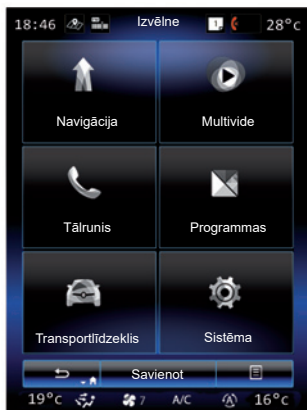 18:46 Izvēlne 28°c
Navigācija Multivide
Tālrunis Programmas
Transportlīdzeklis Sistēma
Savienot
19°c 7 A/C 16°c